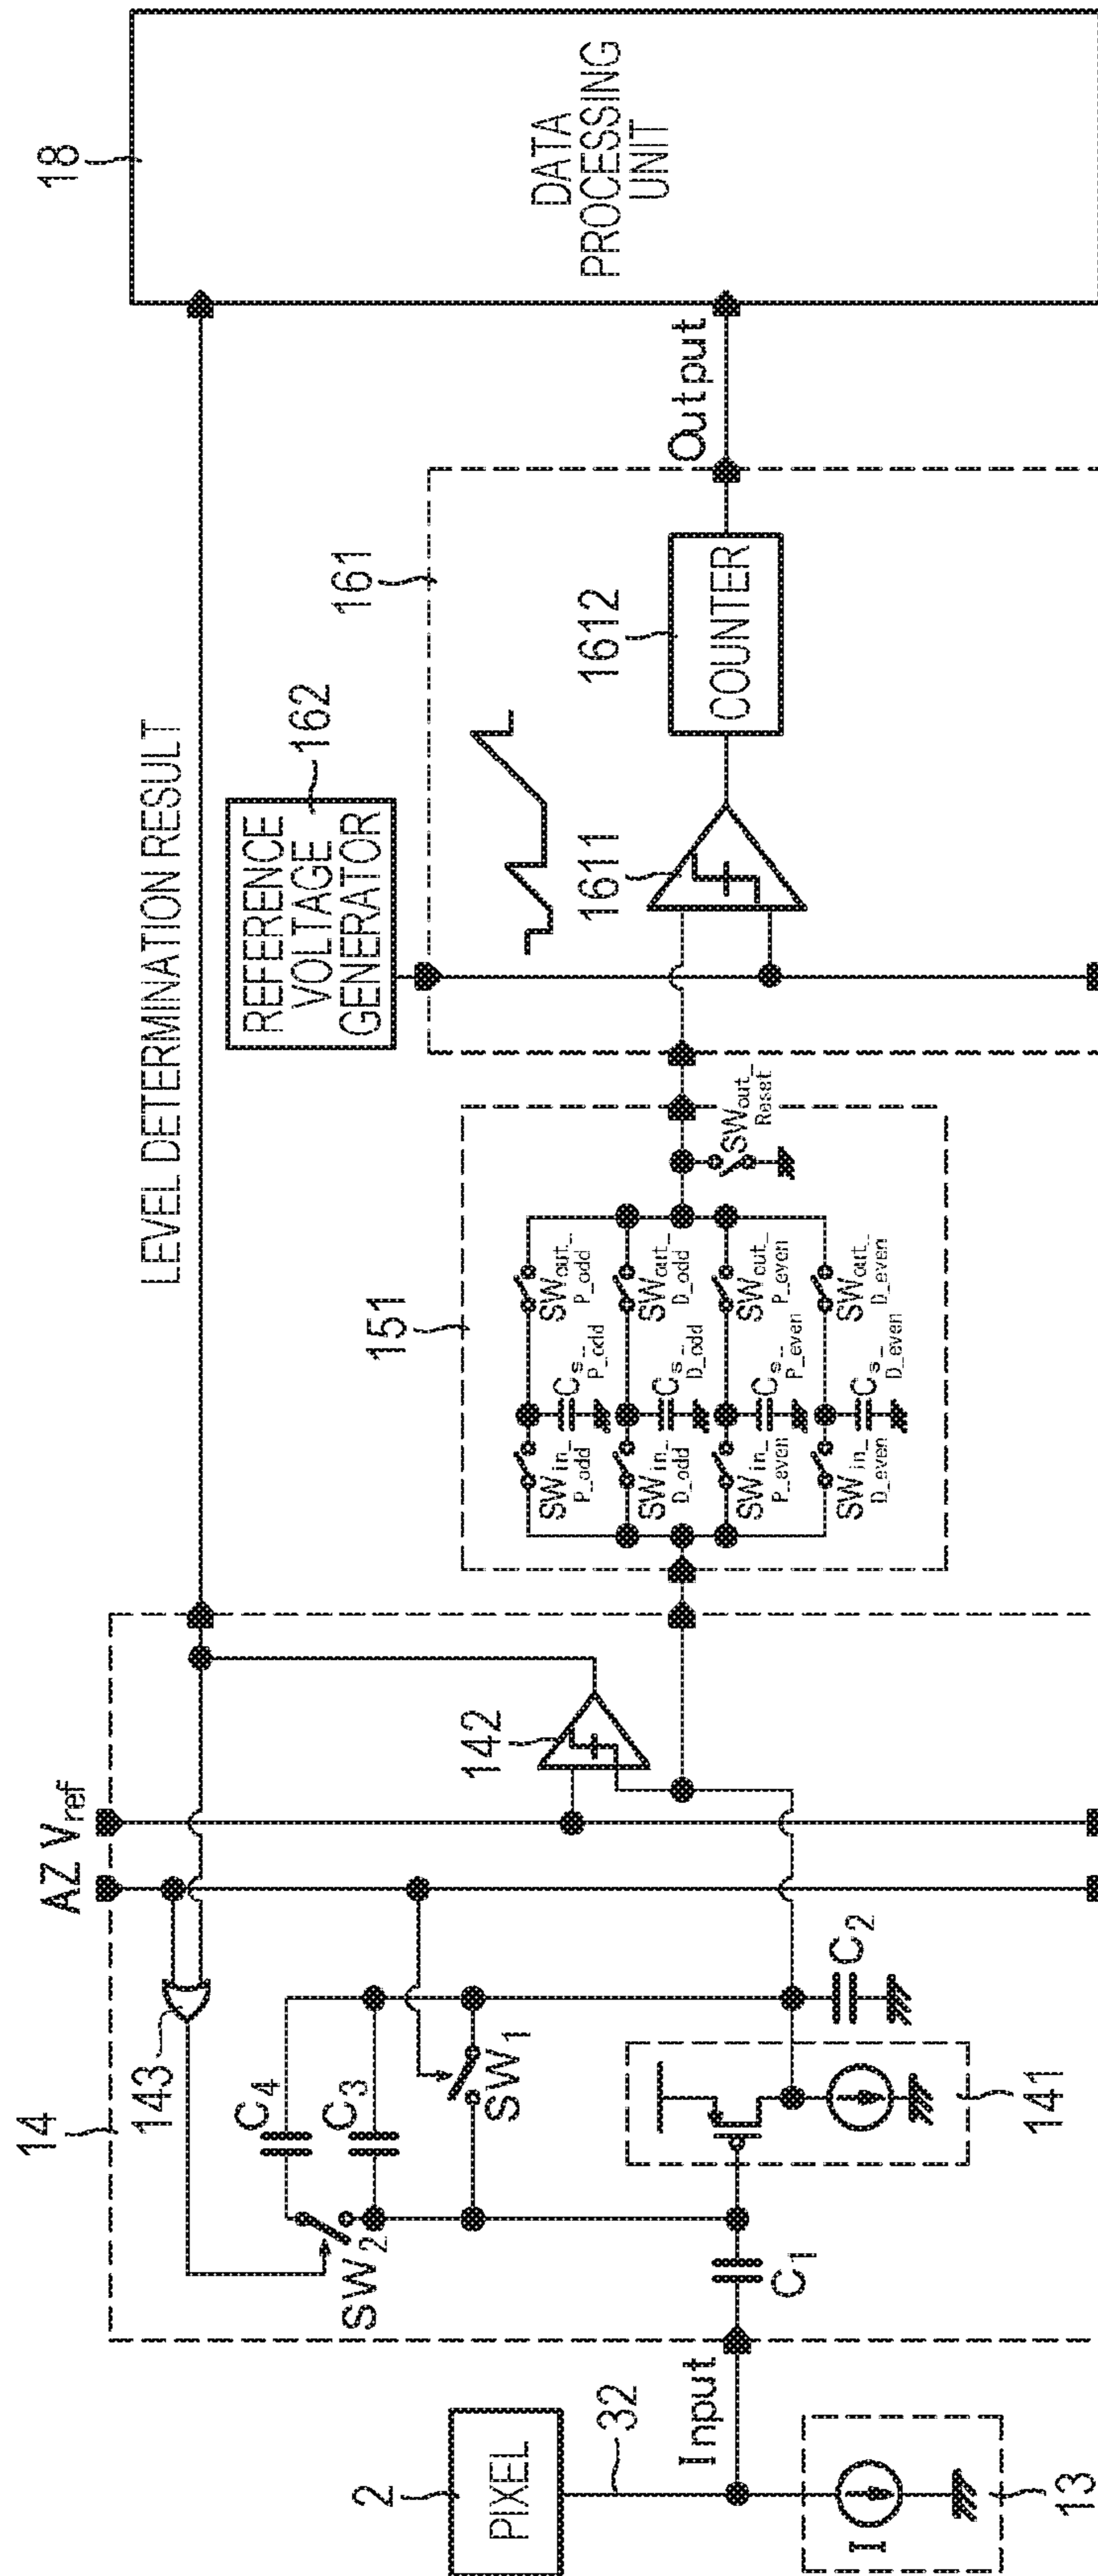 14
AZ Vref
143
C4
C3
SW2
SW1
142
C2
141
C1
2
PIXEL
32
Input
I
13
LEVEL DETERMINATION RESULT
151
SWin_P_odd
Cs_P_odd
SWout_P_odd
SWin_D_odd
Cs_D_odd
SWout_D_odd
SWin_P_even
Cs_P_even
SWout_P_even
SWin_D_even
Cs_D_even
SWout_D_even
SWout_Reset
REFERENCE
VOLTAGE
GENERATOR
162
161
1611
1612
COUNTER
Output
18
DATA
PROCESSING
UNIT